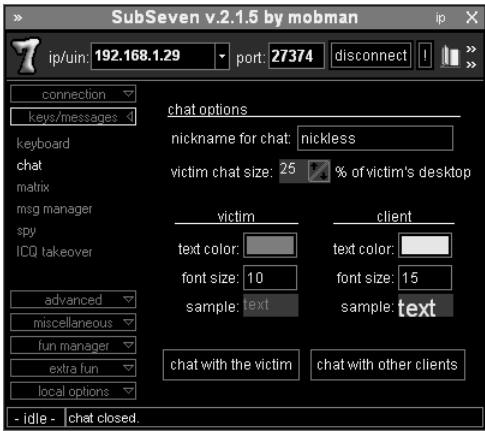 » SubSeven v.2.1.5 by mobman ip X
7 ip/uin: 192.168.1.29 port: 27374 disconnect ! » »
connection
keys/messages
keyboard
chat
matrix
msg manager
spy
ICQ takeover
advanced
miscellaneous
fun manager
extra fun
local options
chat options
nickname for chat: nickless
victim chat size: 25 % of victim's desktop
victim client
text color: text color:
font size: 10 font size: 15
sample: text sample: text
chat with the victim chat with other clients
- idle - chat closed.